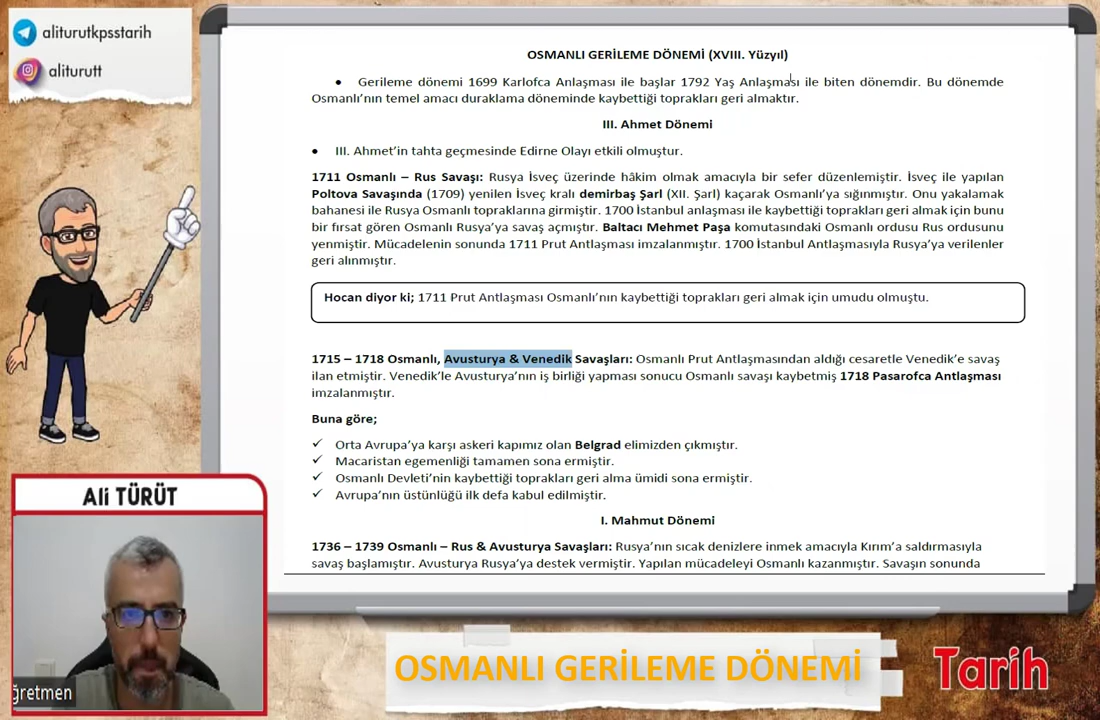 aliturutkpsstarih
aliturutt
OSMANLI GERİLEME DÖNEMİ (XVIII. Yüzyıl)
• Gerileme dönemi 1699 Karlofca Anlaşması ile başlar 1792 Yaş Anlaşması ile biten dönemdir. Bu dönemde
Osmanlı’nın temel amacı duraklama döneminde kaybettiği toprakları geri almaktır.
III. Ahmet Dönemi
• III. Ahmet’in tahta geçmesinde Edirne Olayı etkili olmuştur.
1711 Osmanlı – Rus Savaşı: Rusya İsveç üzerinde hâkim olmak amacıyla bir sefer düzenlemiştir. İsveç ile yapılan
Poltova Savaşında (1709) yenilen İsveç kralı demirbaş Şarl (XII. Şarl) kaçarak Osmanlı’ya sığınmıştır. Onu yakalamak
bahanesi ile Rusya Osmanlı topraklarına girmiştir. 1700 İstanbul anlaşması ile kaybettiği toprakları geri almak için bunu
bir fırsat gören Osmanlı Rusya’ya savaş açmıştır. Baltacı Mehmet Paşa komutasındaki Osmanlı ordusu Rus ordusunu
yenmiştir. Mücadelenin sonunda 1711 Prut Antlaşması imzalanmıştır. 1700 İstanbul Antlaşmasıyla Rusya’ya verilenler
geri alınmıştır.
Hocan diyor ki; 1711 Prut Antlaşması Osmanlı’nın kaybettiği toprakları geri almak için umudu olmuştu.
1715 – 1718 Osmanlı, Avusturya & Venedik Savaşları: Osmanlı Prut Antlaşmasından aldığı cesaretle Venedik’e savaş
ilan etmiştir. Venedik’le Avusturya’nın iş birliği yapması sonucu Osmanlı savaşı kaybetmiş 1718 Pasarofca Antlaşması
imzalanmıştır.
Buna göre;
✓ Orta Avrupa’ya karşı askeri kapımız olan Belgrad elimizden çıkmıştır.
✓ Macaristan egemenliği tamamen sona ermiştir.
✓ Osmanlı Devleti’nin kaybettiği toprakları geri alma ümidi sona ermiştir.
✓ Avrupa’nın üstünlüğü ilk defa kabul edilmiştir.
I. Mahmut Dönemi
1736 – 1739 Osmanlı – Rus & Avusturya Savaşları: Rusya’nın sıcak denizlere inmek amacıyla Kırım’a saldırmasıyla
savaş başlamıştır. Avusturya Rusya’ya destek vermiştir. Yapılan mücadeleyi Osmanlı kazanmıştır. Savaşın sonunda
Ali TÜRÜT
ğretmen
OSMANLI GERİLEME DÖNEMİ
Tarih